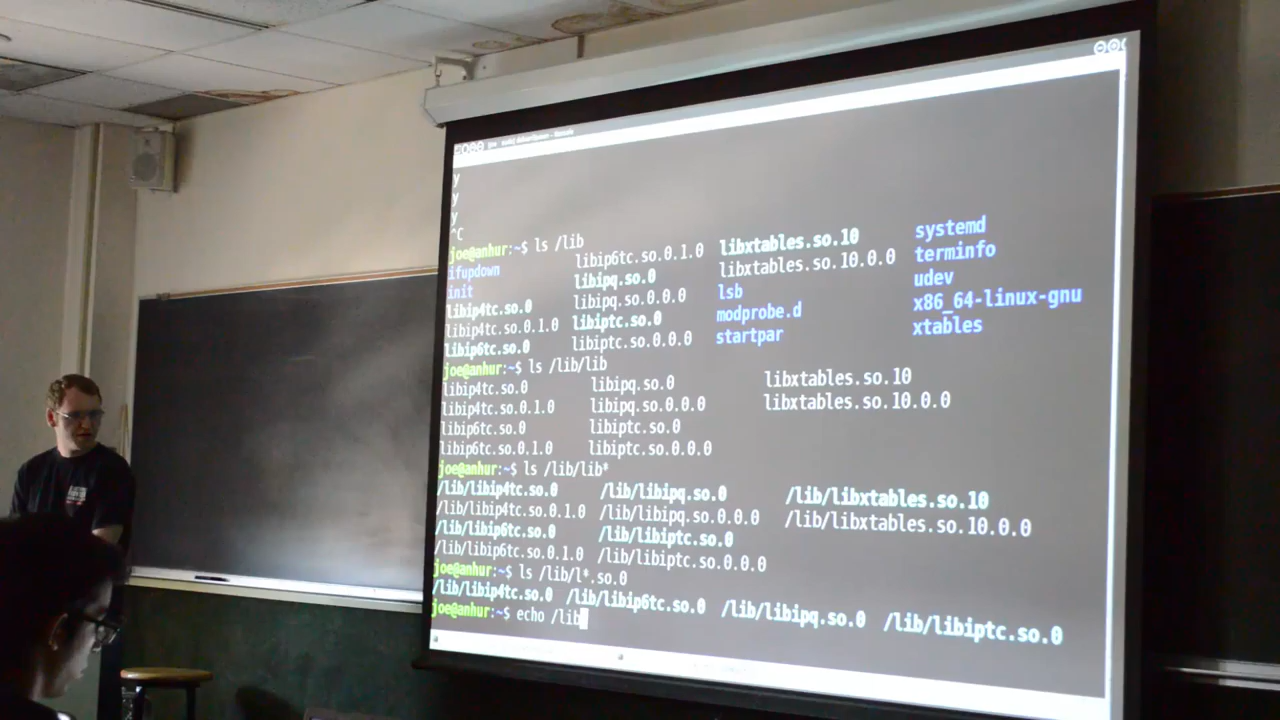 y
y
y
^C
joe@anhur:~$ ls /lib
ifupdown libip6tc.so.0.1.0 libxtables.so.10 systemd
init libipq.so.0 libxtables.so.10.0.0 terminfo
libip4tc.so.0 libipq.so.0.0.0 lsb udev
libip4tc.so.0.1.0 libiptc.so.0 modprobe.d x86_64-linux-gnu
libip6tc.so.0 libiptc.so.0.0.0 startpar xtables
joe@anhur:~$ ls /lib/lib
libip4tc.so.0 libipq.so.0 libxtables.so.10
libip4tc.so.0.1.0 libipq.so.0.0.0 libxtables.so.10.0.0
libip6tc.so.0 libiptc.so.0
libip6tc.so.0.1.0 libiptc.so.0.0.0
joe@anhur:~$ ls /lib/lib*
/lib/libip4tc.so.0 /lib/libipq.so.0 /lib/libxtables.so.10
/lib/libip4tc.so.0.1.0 /lib/libipq.so.0.0.0 /lib/libxtables.so.10.0.0
/lib/libip6tc.so.0 /lib/libiptc.so.0
/lib/libip6tc.so.0.1.0 /lib/libiptc.so.0.0.0
joe@anhur:~$ ls /lib/l*.so.0
/lib/libip4tc.so.0 /lib/libip6tc.so.0 /lib/libipq.so.0 /lib/libiptc.so.0
joe@anhur:~$ echo /lib